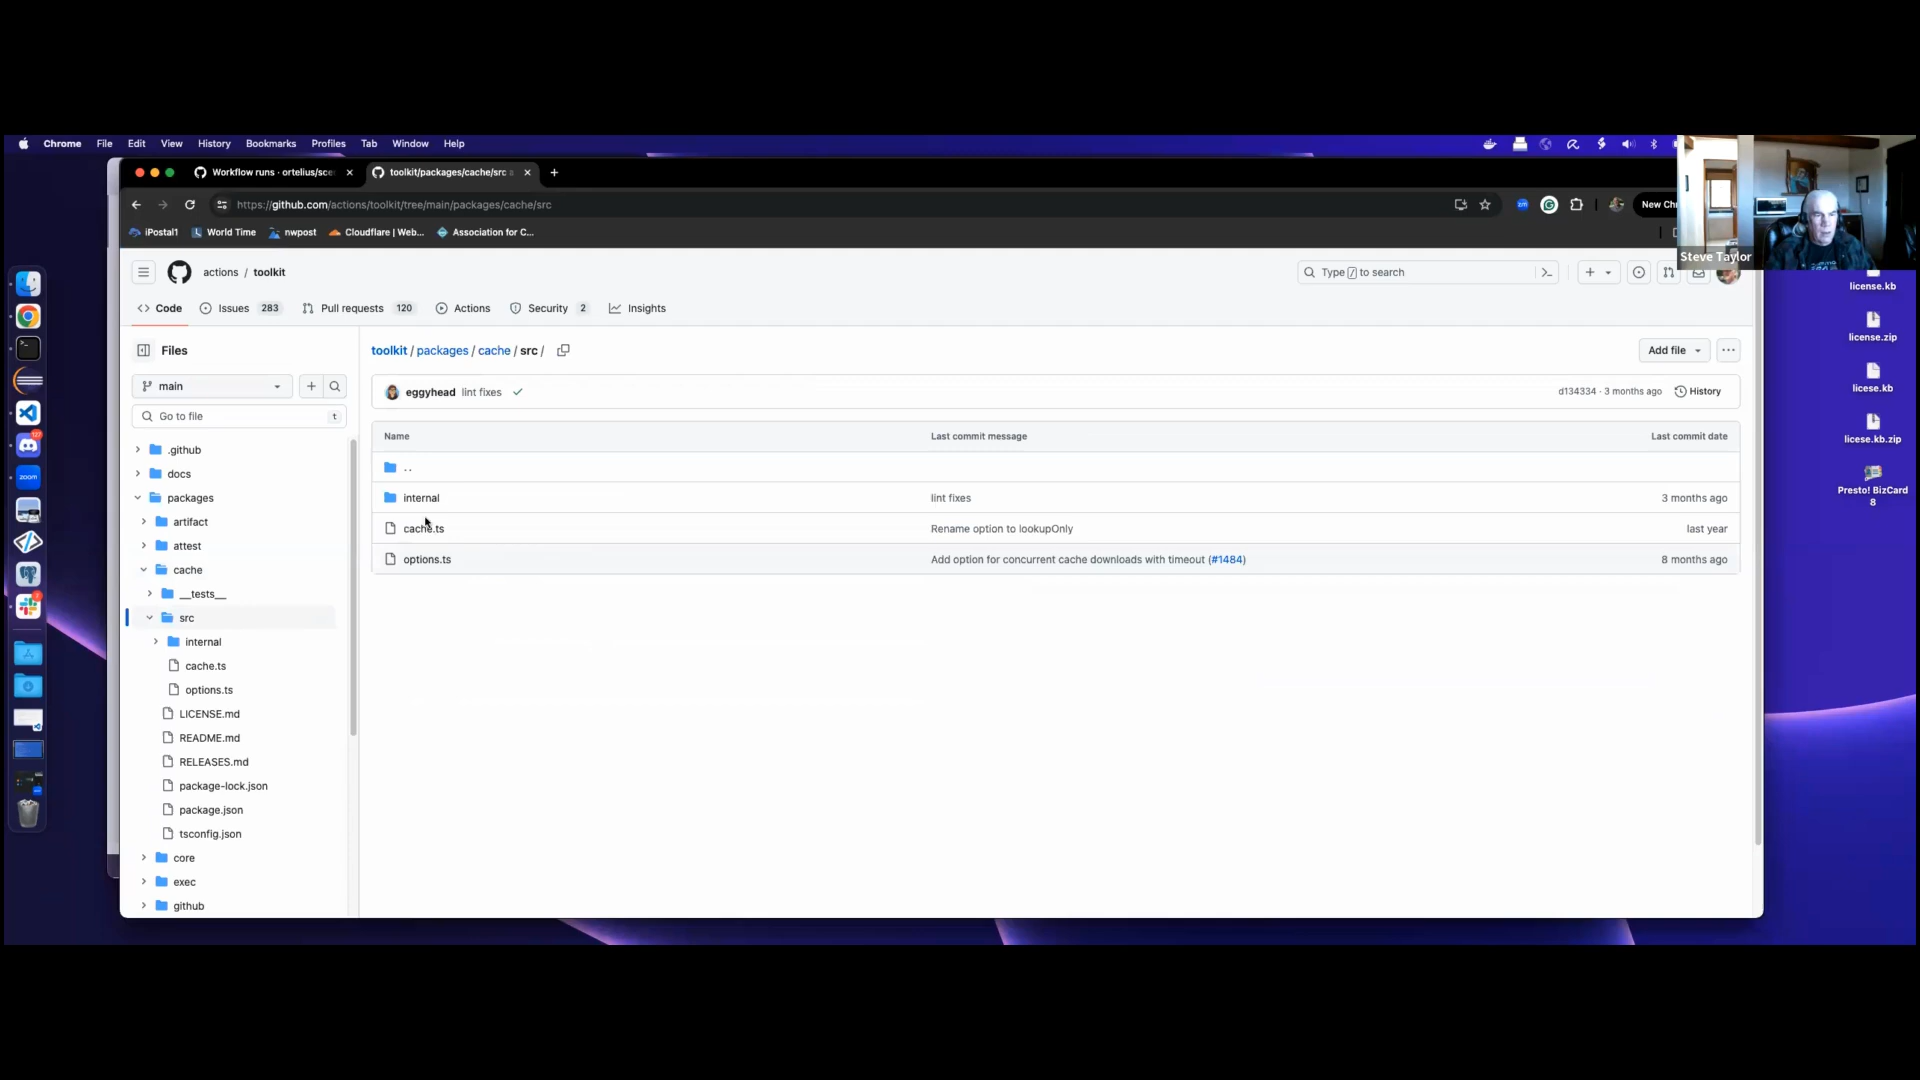 Chrome File Edit View History Bookmarks Profiles Tab Window Help
Workflow runs · ortelius/sce
toolkit/packages/cache/src
https://github.com/actions/toolkit/tree/main/packages/cache/src
New Ch
iPostal1 World Time nwpost Cloudflare | Web... Association for C...
Steve Taylor
actions / toolkit
Type / to search
Code Issues 283 Pull requests 120 Actions Security 2 Insights
Files
main
Go to file t
.github
docs
packages
artifact
attest
cache
__tests__
src
internal
cache.ts
options.ts
LICENSE.md
README.md
RELEASES.md
package-lock.json
package.json
tsconfig.json
core
exec
github
toolkit / packages / cache / src /
Add file
eggyhead lint fixes
d134334 · 3 months ago History
Name Last commit message Last commit date
..
internal lint fixes 3 months ago
cache.ts Rename option to lookupOnly last year
options.ts Add option for concurrent cache downloads with timeout (#1484) 8 months ago
license.kb
license.zip
licese.kb
licese.kb.zip
Presto! BizCard
8
zoom